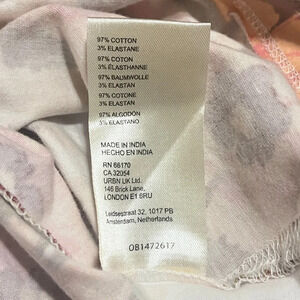 97% COTTON
3% ELASTANE
97% COTON
3% ÉLASTHANNE
97% BAUMWOLLE
3% ELASTAN
97% COTONE
3% ELASTAN
97% ALGODÓN
3% ELASTANO
MADE IN INDIA
HECHO EN INDIA
RN 66170
CA 32054
URBN UK Ltd.
146 Brick Lane,
LONDON E1 6RU
Leidsestraat 32, 1017 PB
Amsterdam, Netherlands
OB1472617